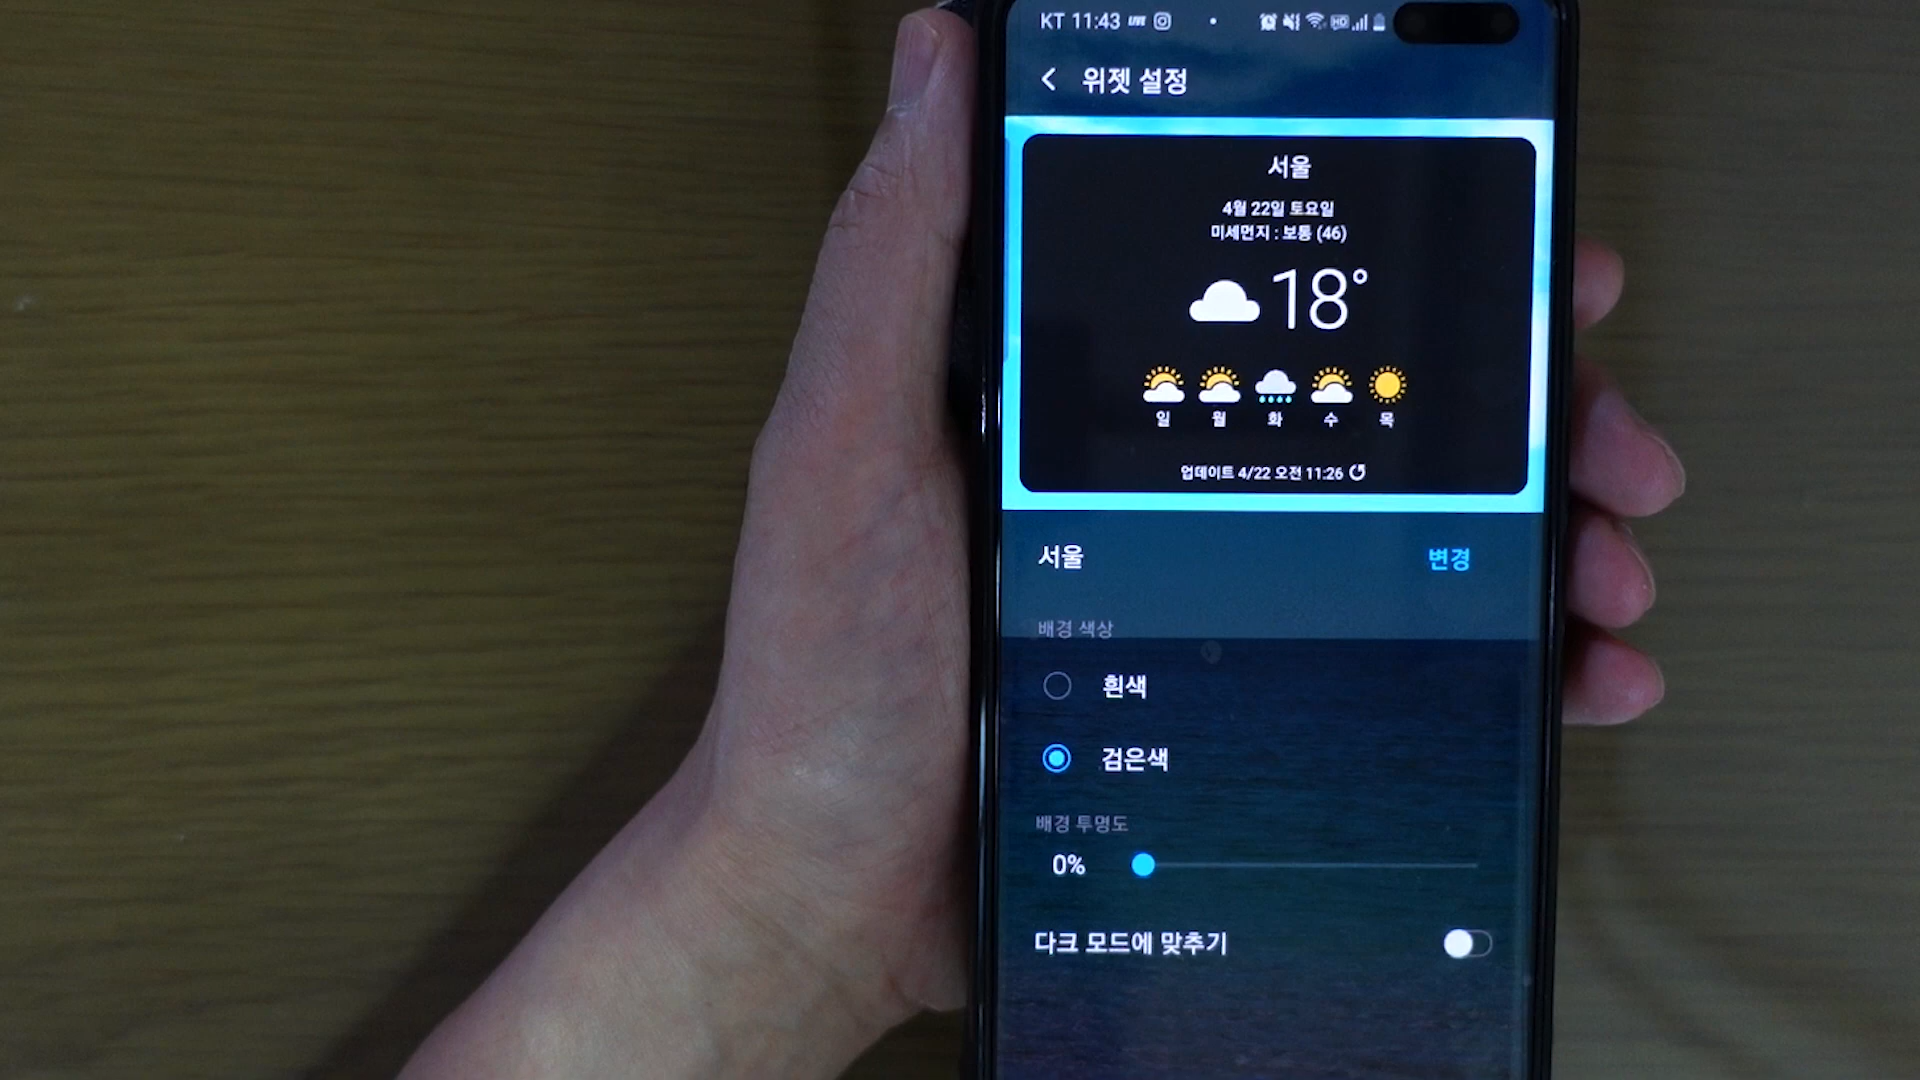 KT 11:43 LIVE
위젯 설정
서울
4월 22일 토요일
미세먼지 : 보통 (46)
18°
일 월 화 수 목
업데이트 4/22 오전 11:26
서울 변경
배경 색상
흰색
검은색
배경 투명도
0%
다크 모드에 맞추기